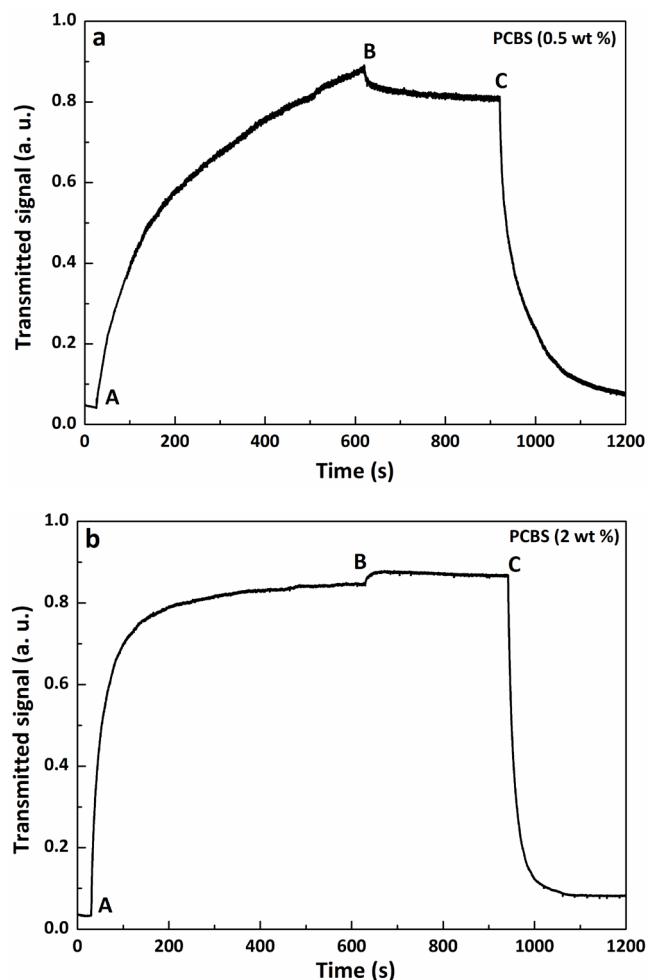 a
PCBS (0.5 wt %)
B
C
A
1.0
0.8
0.6
0.4
0.2
0.0
Transmitted signal (a. u.)
0 200 400 600 800 1000 1200
Time (s)
b
PCBS (2 wt %)
B
C
A
1.0
0.8
0.6
0.4
0.2
0.0
Transmitted signal (a. u.)
0 200 400 600 800 1000 1200
Time (s)